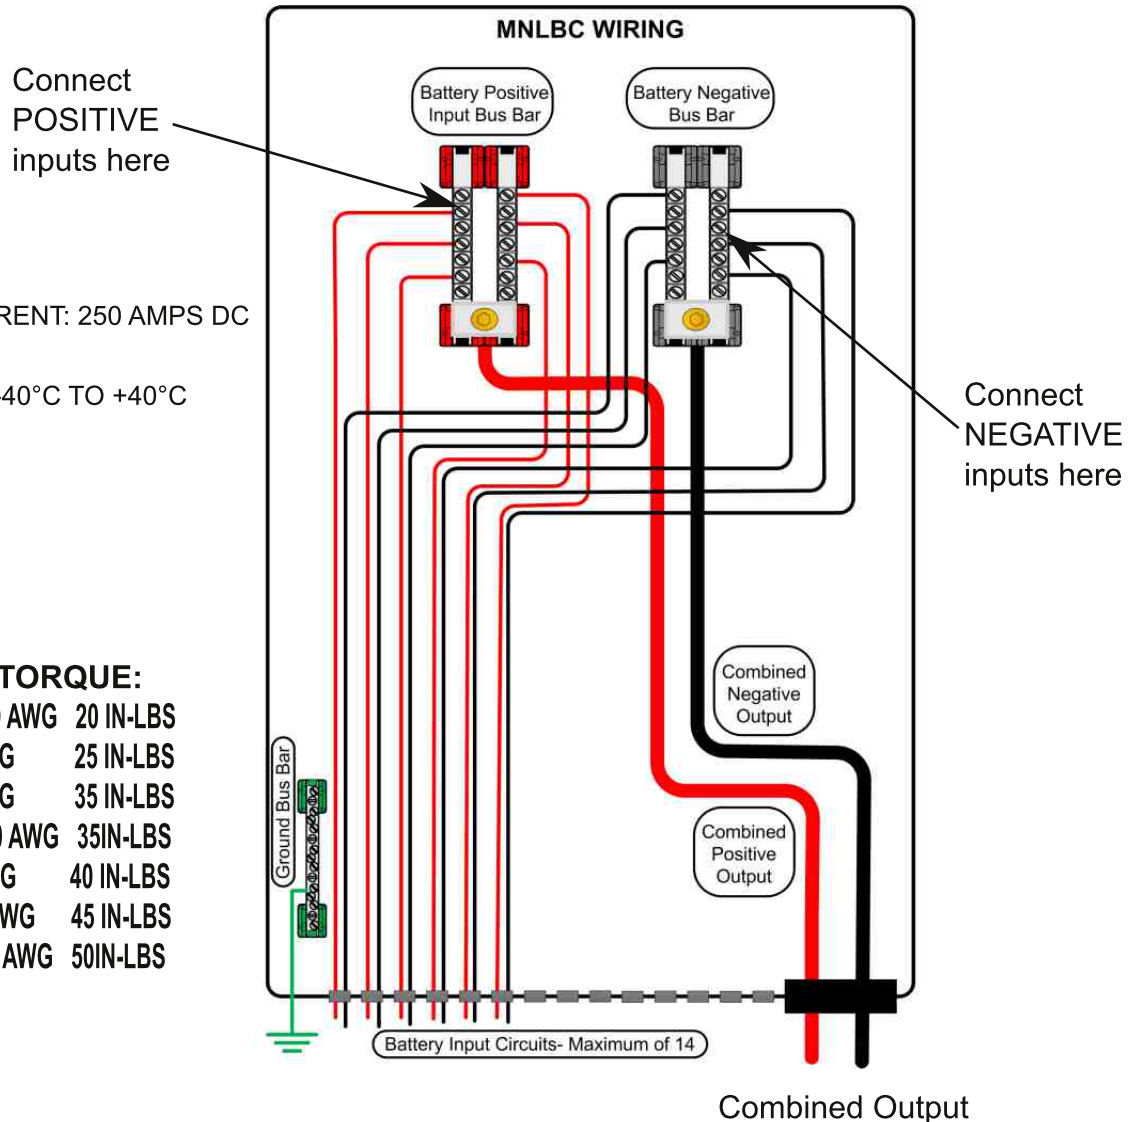 MNLBC WIRING
Connect
POSITIVE
inputs here
Battery Positive
Input Bus Bar
Battery Negative
Bus Bar
RENT: 250 AMPS DC
40°C TO +40°C
Connect
NEGATIVE
inputs here
TORQUE:
AWG 20 IN-LBS
G 25 IN-LBS
G 35 IN-LBS
AWG 35IN-LBS
G 40 IN-LBS
WG 45 IN-LBS
AWG 50IN-LBS
Combined
Negative
Output
Ground Bus Bar
Combined
Positive
Output
Battery Input Circuits- Maximum of 14
Combined Output